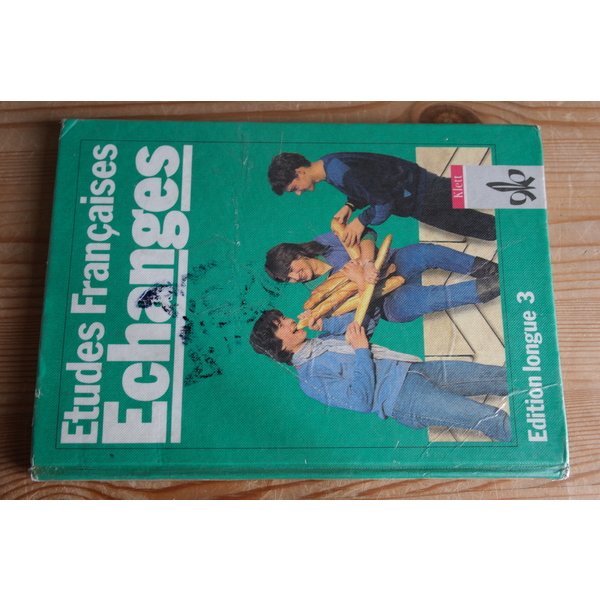 Etudes Françaises
Echanges
Klett
Edition longue 3